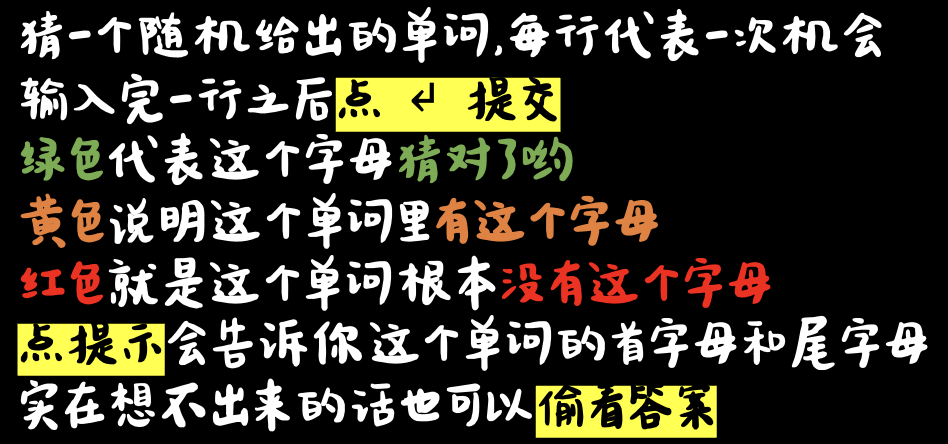 猜一个随机给出的单词,每行代表一次机会
输入完一行之后点 ↵ 提交
绿色代表这个字母猜对了哟
黄色说明这个单词里有这个字母
红色就是这个单词根本没有这个字母
点提示会告诉你这个单词的首字母和尾字母
实在想不出来的话也可以偷看答案